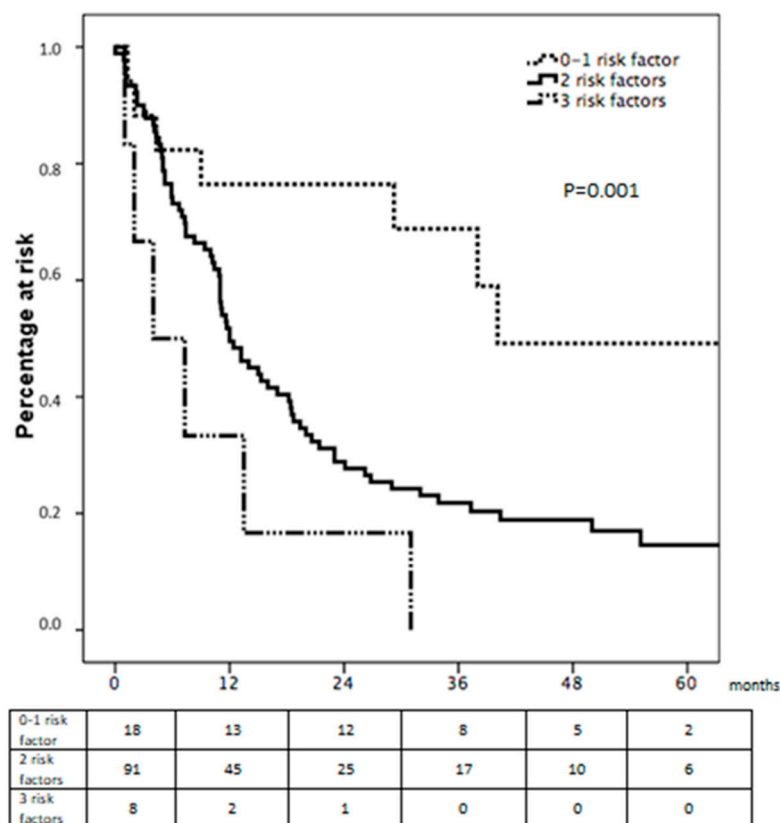 1.0
0.8
0.6
0.4
0.2
0.0
Percentage at risk
0-1 risk factor
2 risk factors
3 risk factors
P=0.001
0 12 24 36 48 60 months
0-1 risk factor 18 13 12 8 5 2
2 risk factors 91 45 25 17 10 6
3 risk factors 8 2 1 0 0 0